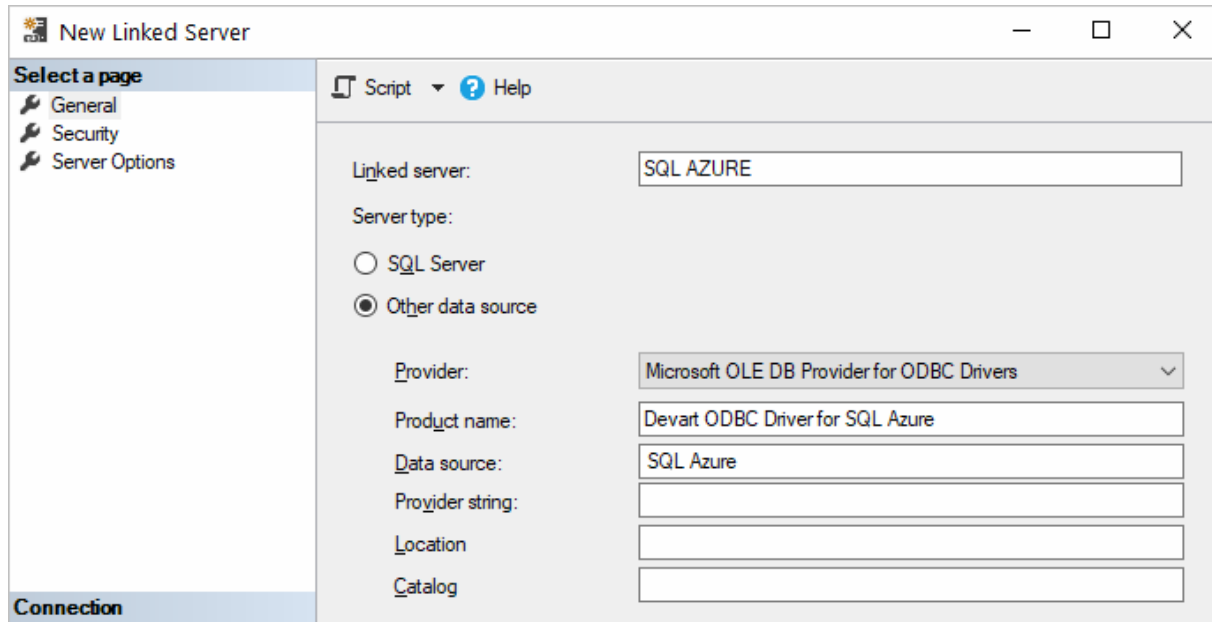 New Linked Server
Select a page
General
Security
Server Options
Connection
Script
Help
Linked server: SQL AZURE
Server type:
SQL Server
Other data source
Provider: Microsoft OLE DB Provider for ODBC Drivers
Product name: Devart ODBC Driver for SQL Azure
Data source: SQL Azure
Provider string:
Location
Catalog